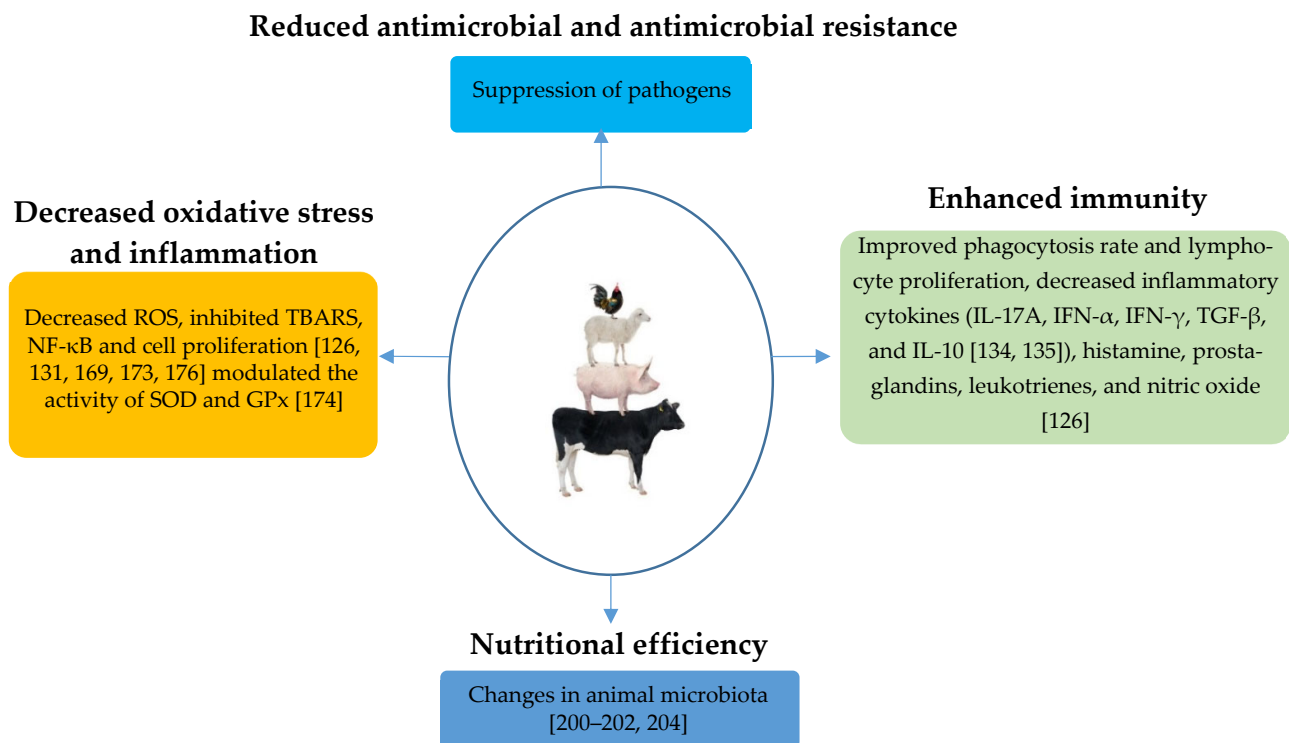 Reduced antimicrobial and antimicrobial resistance
Suppression of pathogens
Decreased oxidative stress
and inflammation
Decreased ROS, inhibited TBARS,
NF-κB and cell proliferation [126,
131, 169, 173, 176] modulated the
activity of SOD and GPx [174]
Enhanced immunity
Improved phagocytosis rate and lympho-
cyte proliferation, decreased inflammatory
cytokines (IL-17A, IFN-α, IFN-γ, TGF-β,
and IL-10 [134, 135]), histamine, prosta-
glandins, leukotrienes, and nitric oxide
[126]
Nutritional efficiency
Changes in animal microbiota
[200–202, 204]